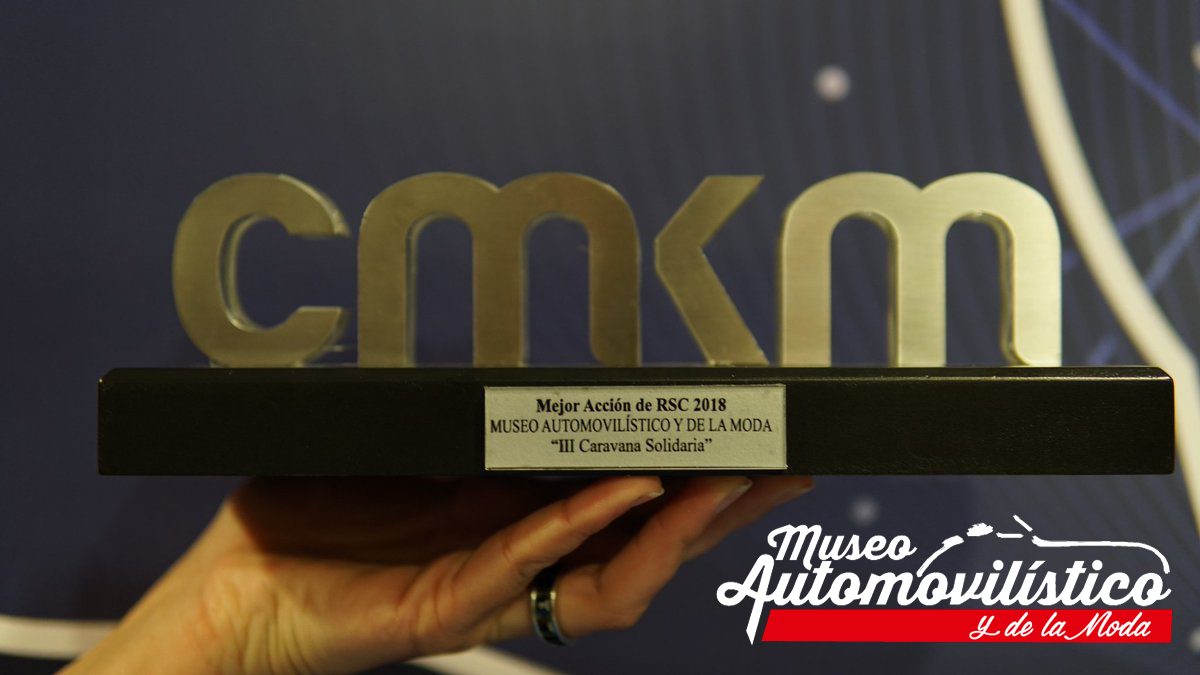 cmkm
Mejor Acción de RSC 2018
MUSEO AUTOMOVILÍSTICO Y DE LA MODA
“III Caravana Solidaria”
Museo
Automovilístico
Y de la Moda